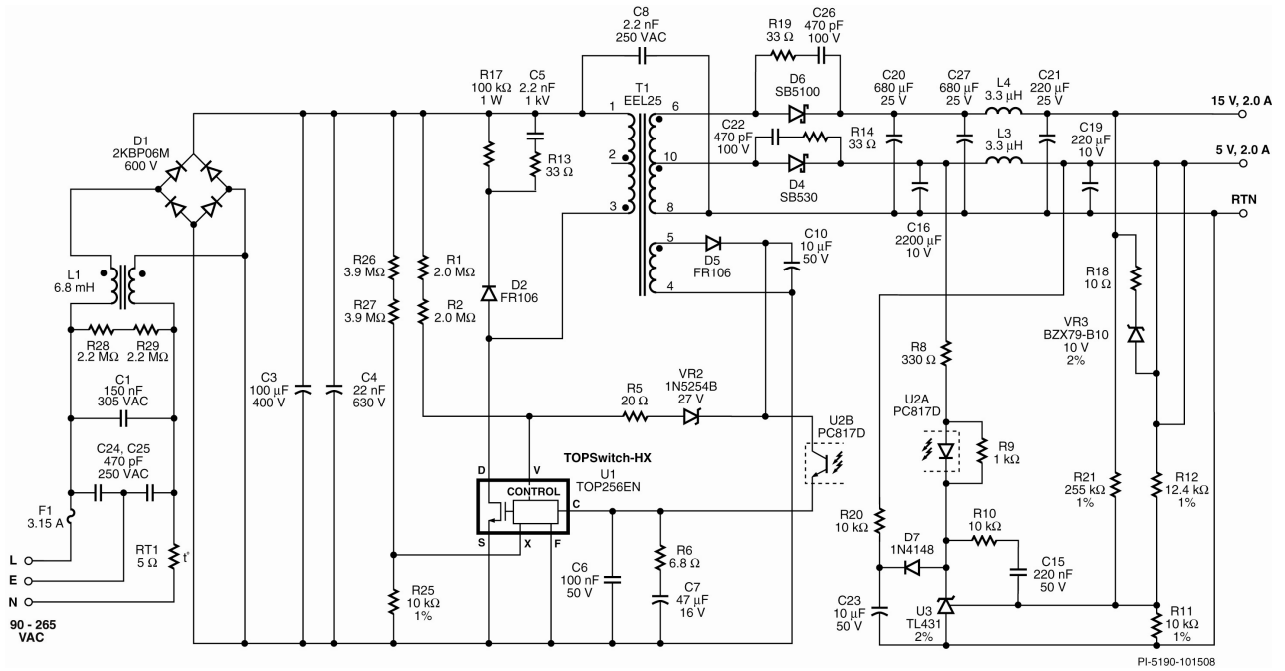 C8
2.2 nF
250 VAC
R19
33 Ω
C26
470 pF
100 V
R17
100 kΩ
1 W
C5
2.2 nF
1 kV
T1
EEL25
D6
SB5100
C20
680 µF
25 V
C27
680 µF
25 V
L4
3.3 µH
C21
220 µF
25 V
15 V, 2.0 A
1
6
D1
2KBP06M
600 V
C22
470 pF
100 V
R14
33 Ω
L3
3.3 µH
C19
220 µF
10 V
5 V, 2.0 A
2
10
R13
33 Ω
D4
SB530
RTN
3
8
C16
2200 µF
10 V
5
D5
FR106
C10
10 µF
50 V
4
L1
6.8 mH
R26
3.9 MΩ
R1
2.0 MΩ
R18
10 Ω
D2
FR106
R27
3.9 MΩ
R2
2.0 MΩ
VR3
BZX79-B10
10 V
2%
R28
2.2 MΩ
R29
2.2 MΩ
R8
330 Ω
C1
150 nF
305 VAC
C3
100 µF
400 V
C4
22 nF
630 V
R5
20 Ω
VR2
1N5254B
27 V
U2A
PC817D
U2B
PC817D
C24, C25
470 pF
250 VAC
R9
1 kΩ
TOPSwitch-HX
U1
TOP256EN
D
V
CONTROL
C
S
X
F
R21
255 kΩ
1%
R12
12.4 kΩ
1%
F1
3.15 A
R20
10 kΩ
R10
10 kΩ
RT1
5 Ω
t°
L
E
N
90 - 265
VAC
D7
1N4148
R6
6.8 Ω
C6
100 nF
50 V
C7
47 µF
16 V
C15
220 nF
50 V
R25
10 kΩ
1%
C23
10 µF
50 V
U3
TL431
2%
R11
10 kΩ
1%
PI-5190-101508